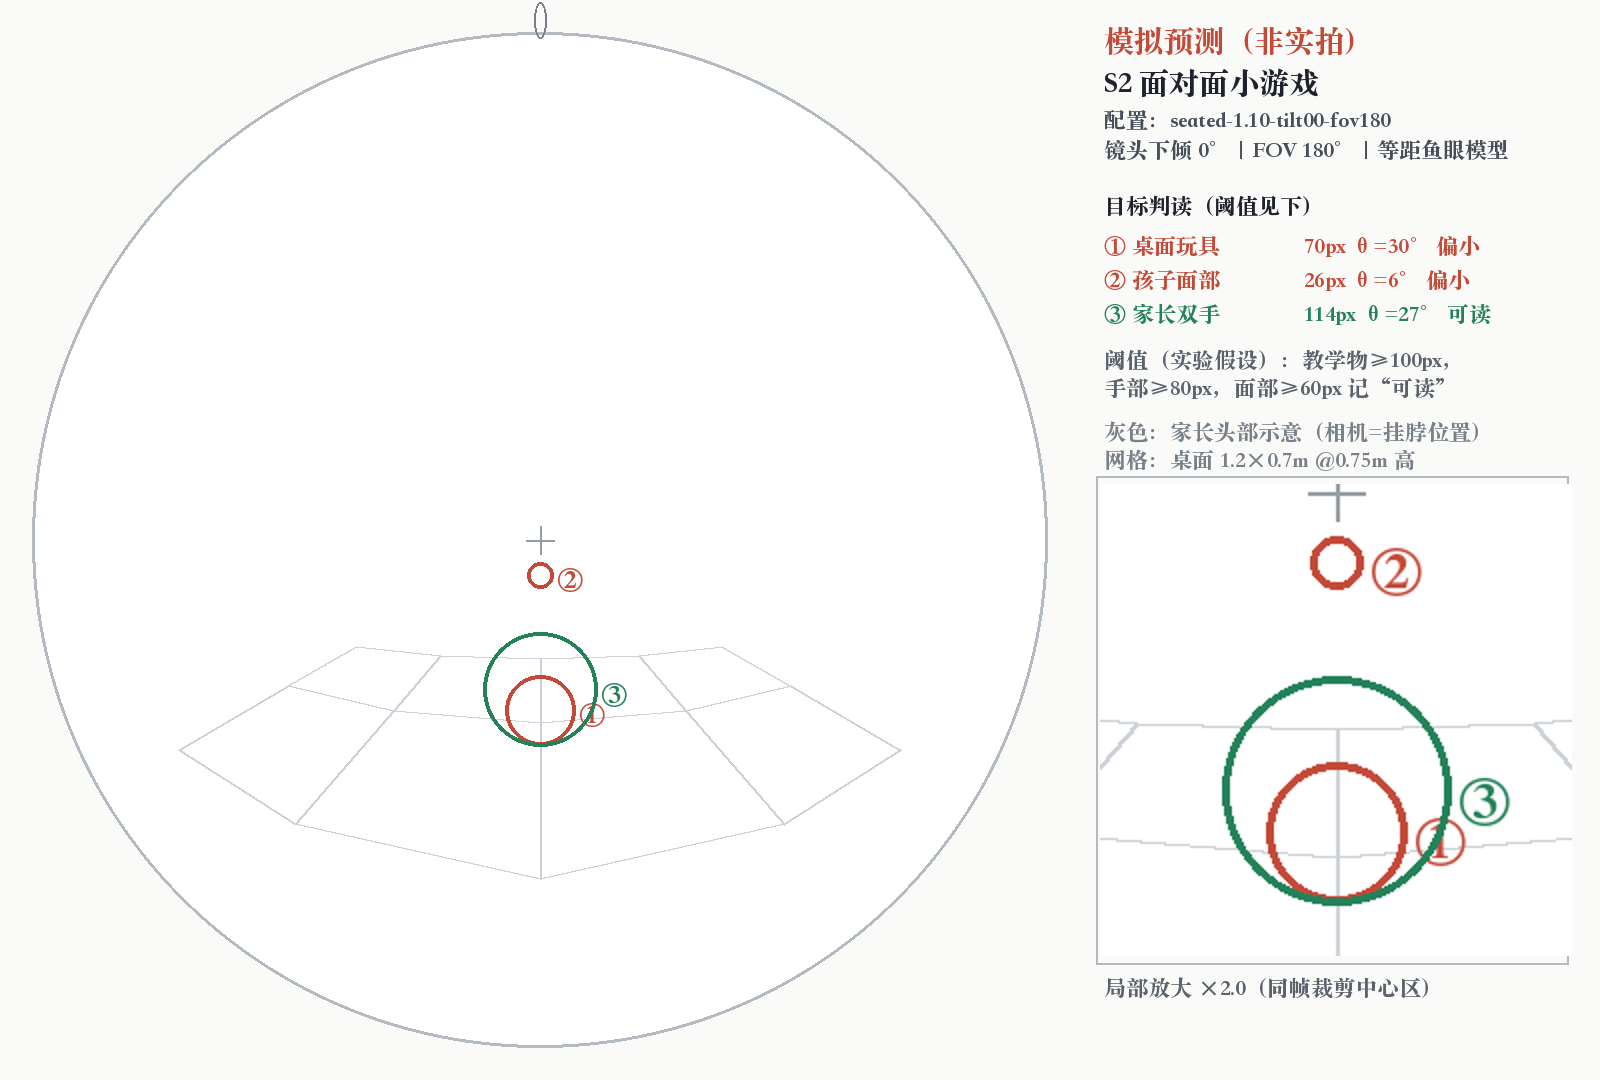 模拟预测（非实拍）
S2 面对面小游戏
配置：seated-1.10-tilt00-fov180
镜头下倾 0° | FOV 180° | 等距鱼眼模型
目标判读（阈值见下）
① 桌面玩具 70px θ=30° 偏小
② 孩子面部 26px θ=6° 偏小
③ 家长双手 114px θ=27° 可读
阈值（实验假设）：教学物≥100px，
手部≥80px，面部≥60px 记“可读”
灰色：家长头部示意（相机=挂脖位置）
网格：桌面 1.2×0.7m @0.75m 高
②
③
①
②
③
①
局部放大 ×2.0（同帧裁剪中心区）